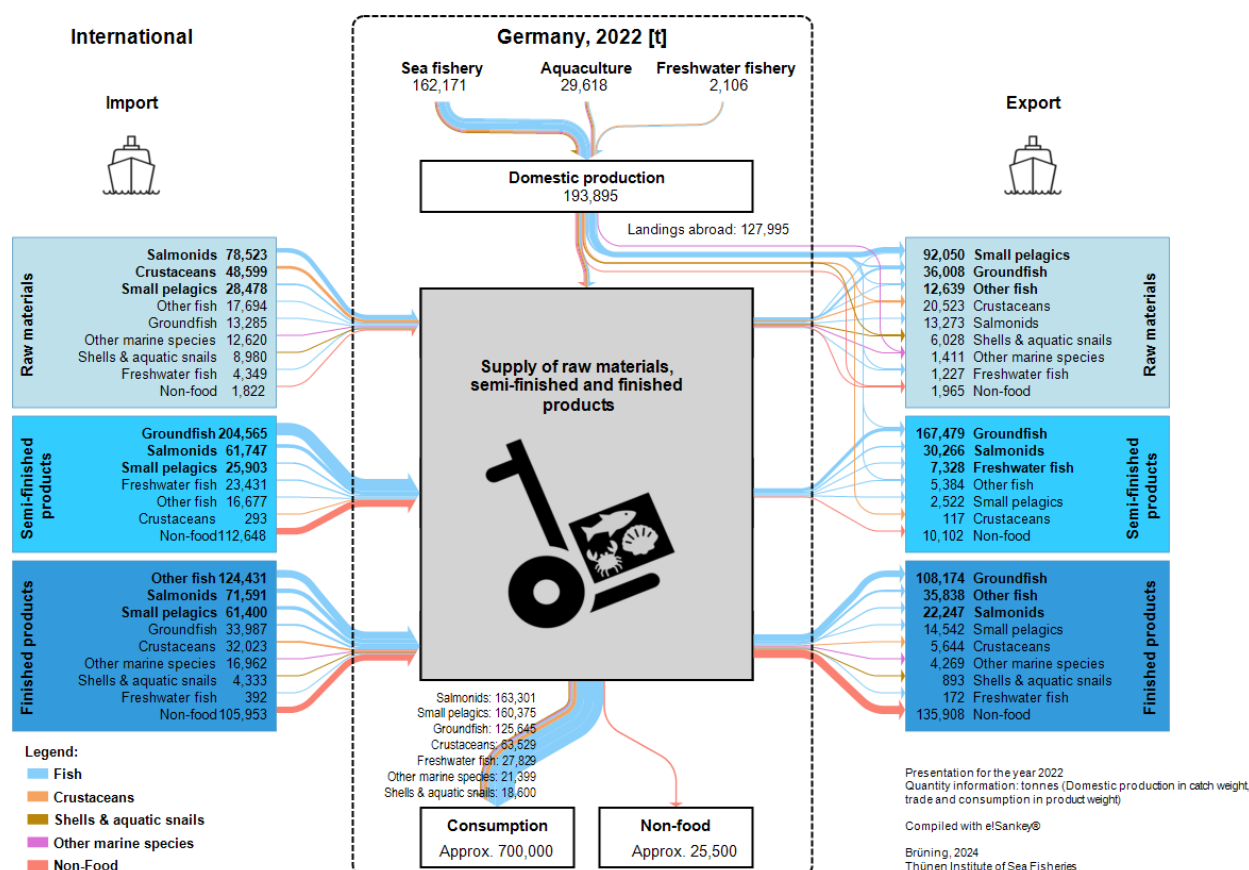 International
Germany, 2022 [t]
Sea fishery
162,171
Aquaculture
29,618
Freshwater fishery
2,106
Import
Export
Domestic production
193,895
Landings abroad: 127,995
Raw materials
Salmonids 78,523
Crustaceans 48,599
Small pelagics 28,478
Other fish 17,694
Groundfish 13,285
Other marine species 12,620
Shells & aquatic snails 8,980
Freshwater fish 4,349
Non-food 1,822
Semi-finished
products
Groundfish 204,565
Salmonids 61,747
Small pelagics 25,903
Freshwater fish 23,431
Other fish 16,677
Crustaceans 293
Non-food 112,648
Finished products
Other fish 124,431
Salmonids 71,591
Small pelagics 61,400
Groundfish 33,987
Crustaceans 32,023
Other marine species 16,962
Shells & aquatic snails 4,333
Freshwater fish 392
Non-food 105,953
Supply of raw materials,
semi-finished and finished
products
92,050 Small pelagics
36,008 Groundfish
12,639 Other fish
20,523 Crustaceans
13,273 Salmonids
6,028 Shells & aquatic snails
1,411 Other marine species
1,227 Freshwater fish
1,965 Non-food
Raw materials
167,479 Groundfish
30,266 Salmonids
7,328 Freshwater fish
5,384 Other fish
2,522 Small pelagics
117 Crustaceans
10,102 Non-food
Semi-finished
products
108,174 Groundfish
35,838 Other fish
22,247 Salmonids
14,542 Small pelagics
5,644 Crustaceans
4,269 Other marine species
893 Shells & aquatic snails
172 Freshwater fish
135,908 Non-food
Finished products
Salmonids: 163,301
Small pelagics: 160,375
Groundfish: 125,645
Crustaceans: 63,529
Freshwater fish: 27,829
Other marine species: 21,399
Shells & aquatic snails: 18,600
Consumption
Approx. 700,000
Non-food
Approx. 25,500
Legend:
Fish
Crustaceans
Shells & aquatic snails
Other marine species
Non-Food
Presentation for the year 2022
Quantity information: tonnes (Domestic production in catch weight,
trade and consumption in product weight)
Compiled with e!Sankey®
Brüning, 2024
Thünen Institute of Sea Fisheries